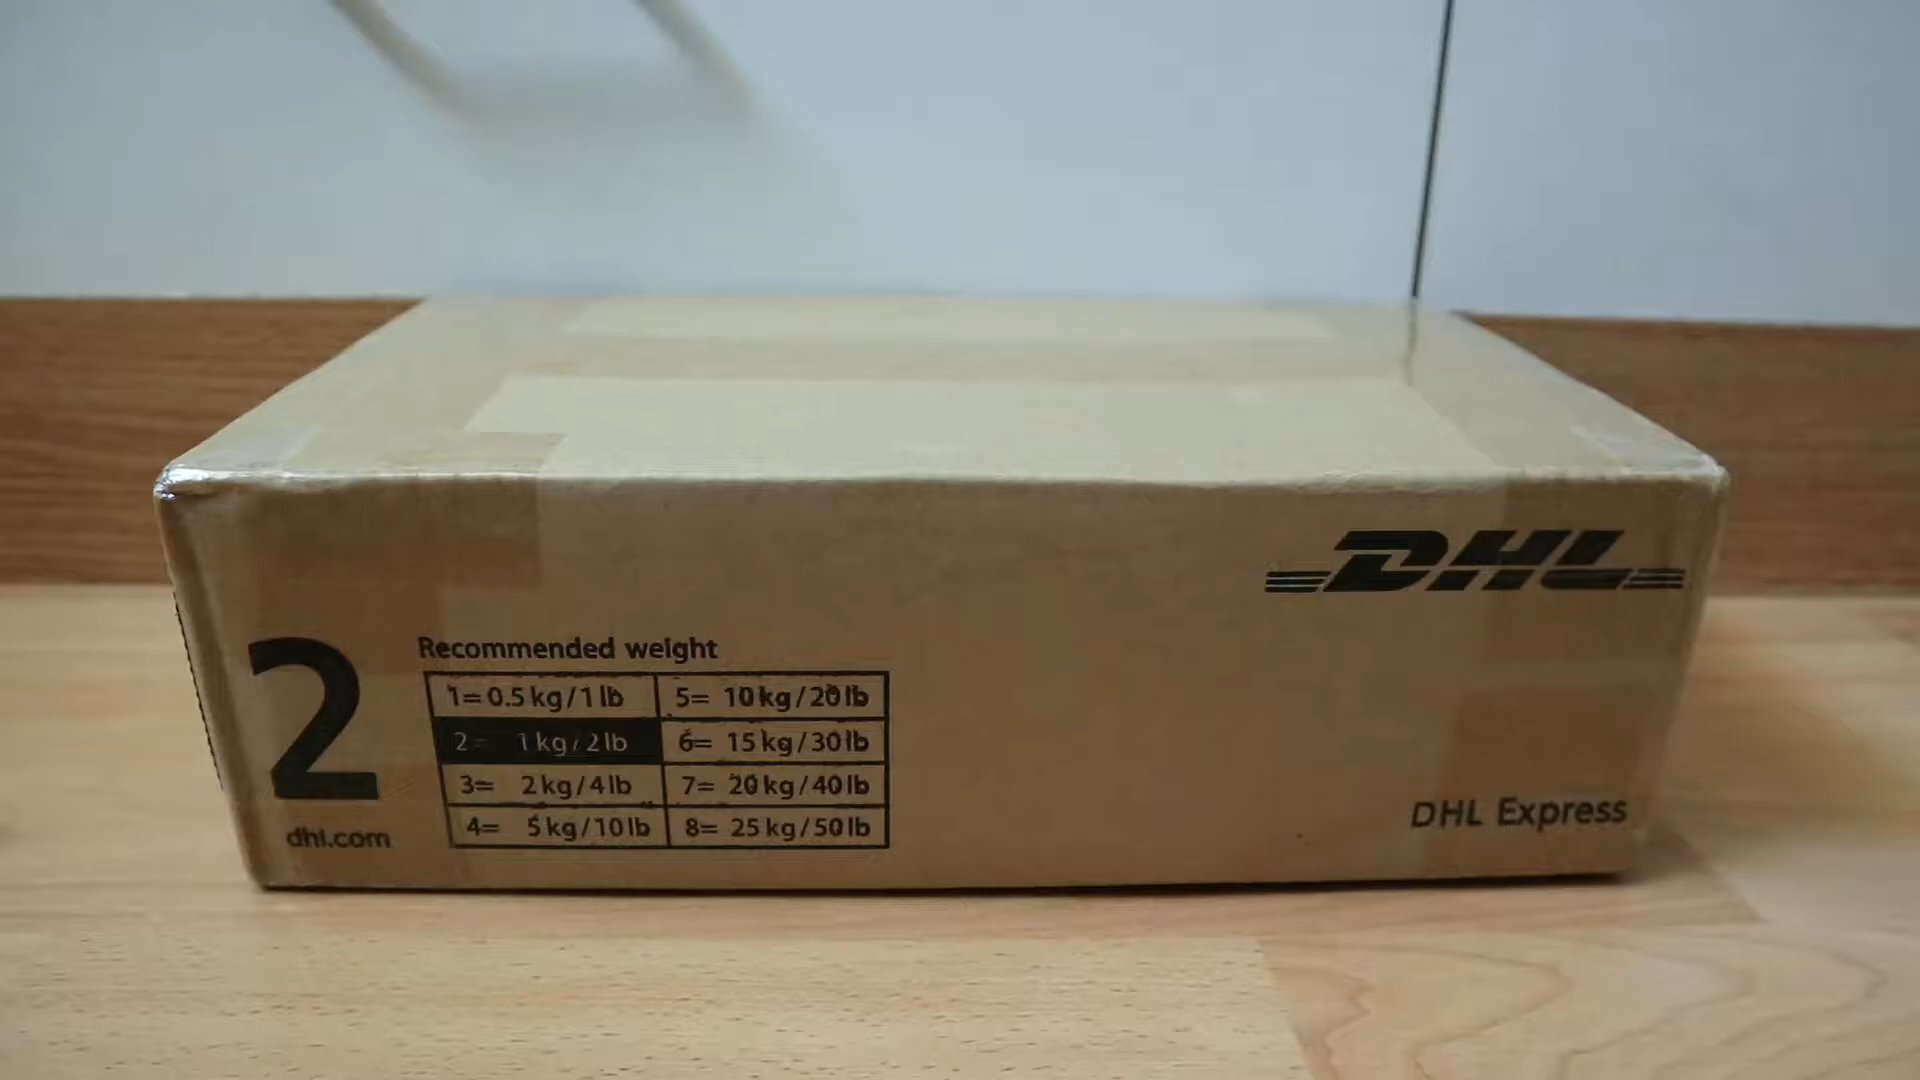 DHL
2
Recommended weight
1= 0.5 kg/1 lb 5= 10 kg/20 lb
2= 1 kg/2 lb 6= 15 kg/30 lb
3= 2 kg/4 lb 7= 20 kg/40 lb
4= 5 kg/10 lb 8= 25 kg/50 lb
dhl.com
DHL Express